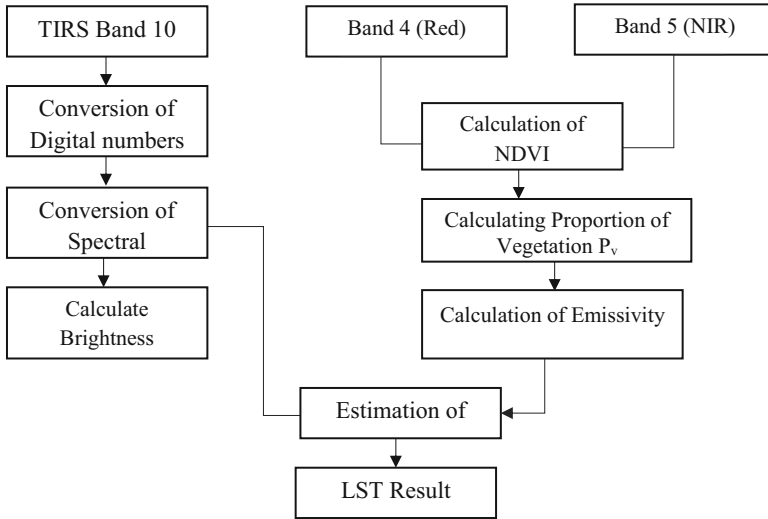 TIRS Band 10
Conversion of
Digital numbers
Conversion of
Spectral
Calculate
Brightness
Band 4 (Red)
Band 5 (NIR)
Calculation of
NDVI
Calculating Proportion of
Vegetation Pᵥ
Calculation of Emissivity
Estimation of
LST Result